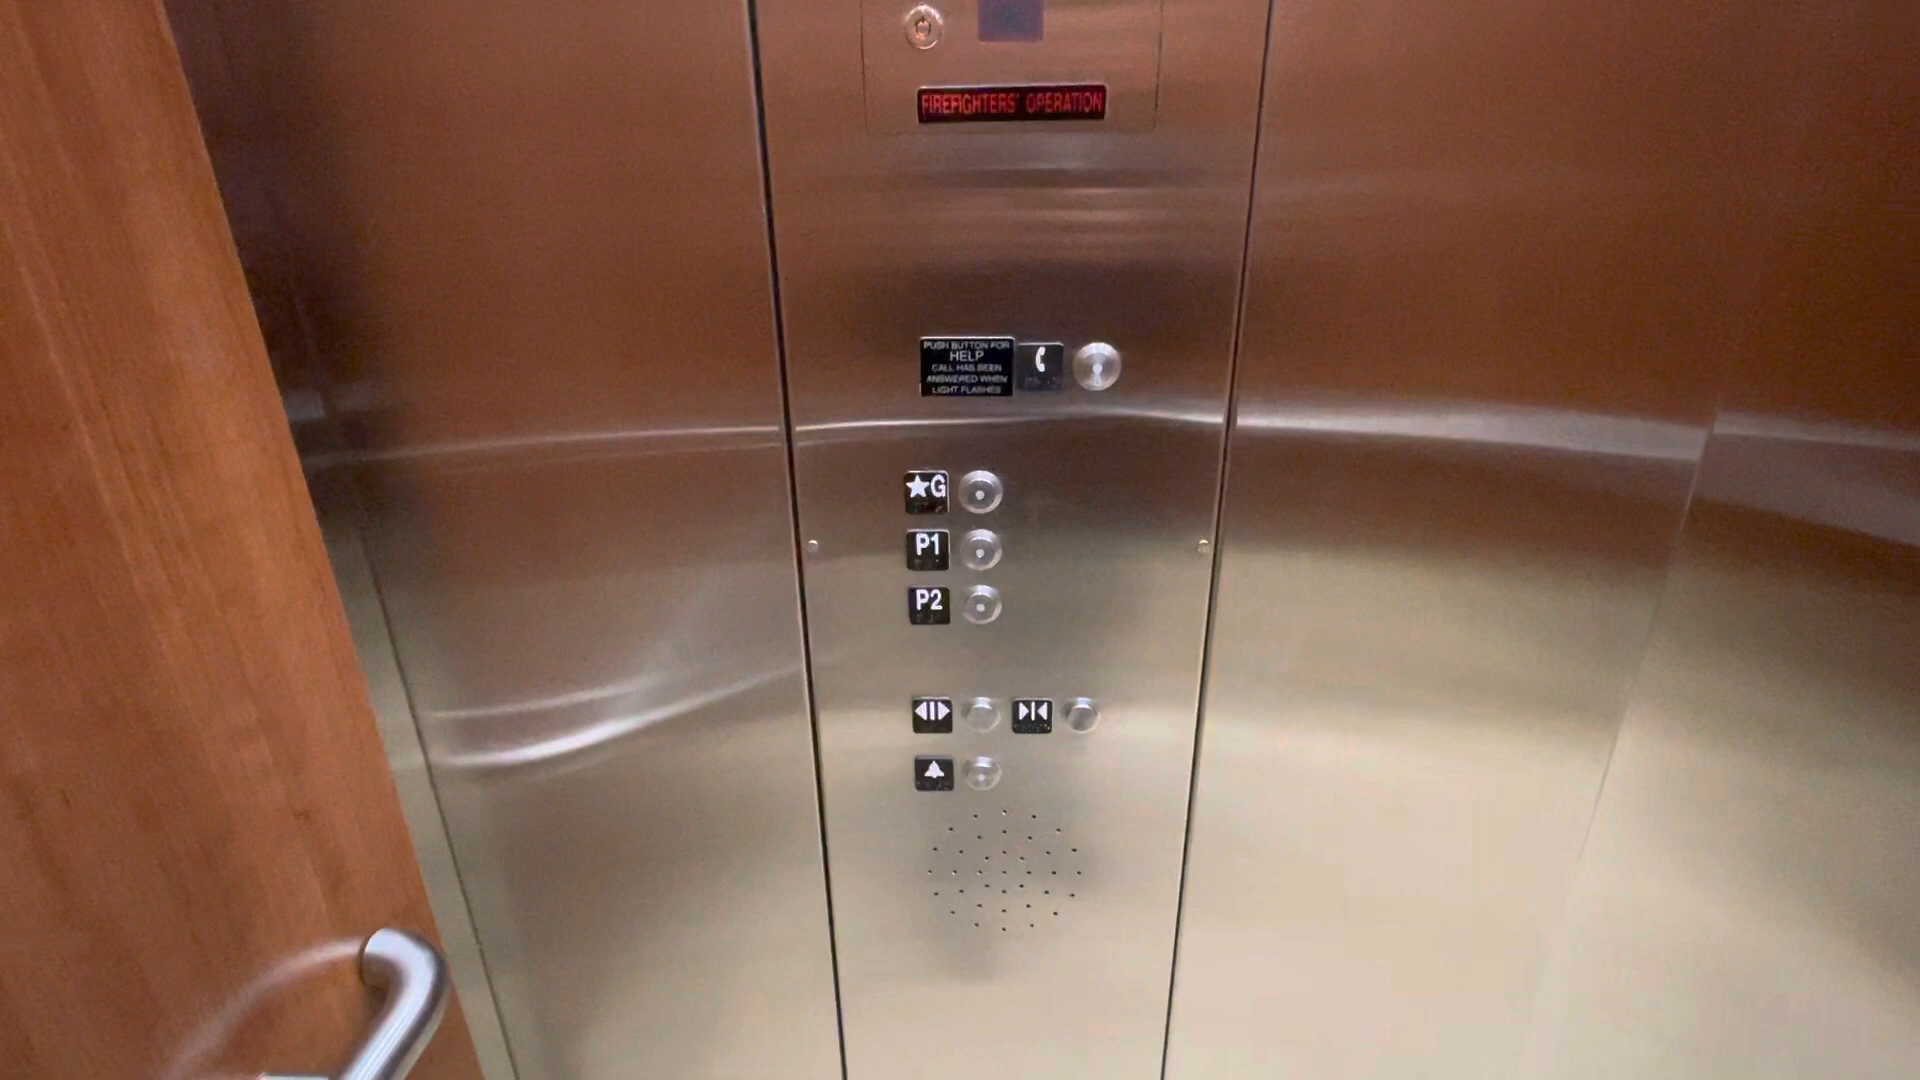 FIREFIGHTERS' OPERATION
PUSH BUTTON FOR
HELP
CALL HAS BEEN
ANSWERED WHEN
LIGHT FLASHES
★G
P1
P2